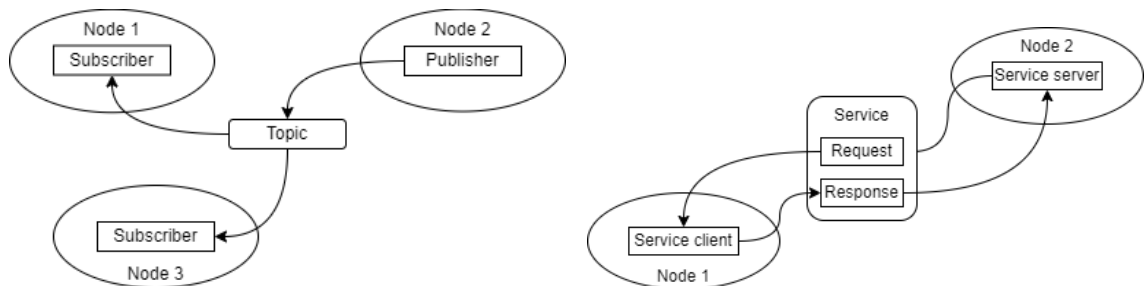 Node 1
Subscriber
Node 2
Publisher
Topic
Subscriber
Node 3
Node 2
Service server
Service
Request
Response
Service client
Node 1